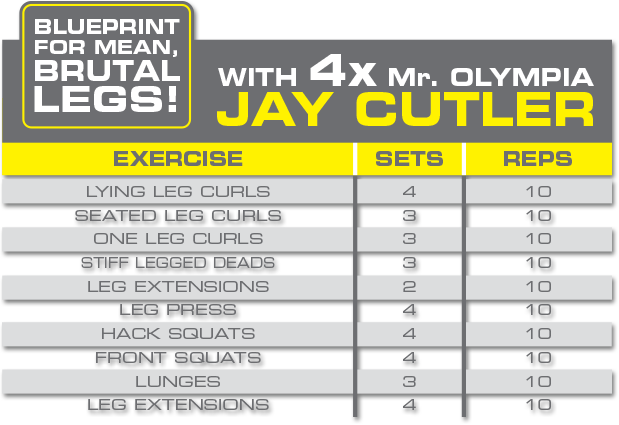 BLUEPRINT
FOR MEAN,
BRUTAL
LEGS!
WITH 4x Mr. OLYMPIA
JAY CUTLER
EXERCISE SETS REPS
LYING LEG CURLS 4 10
SEATED LEG CURLS 3 10
ONE LEG CURLS 3 10
STIFF LEGGED DEADS 3 10
LEG EXTENSIONS 2 10
LEG PRESS 4 10
HACK SQUATS 4 10
FRONT SQUATS 4 10
LUNGES 3 10
LEG EXTENSIONS 4 10